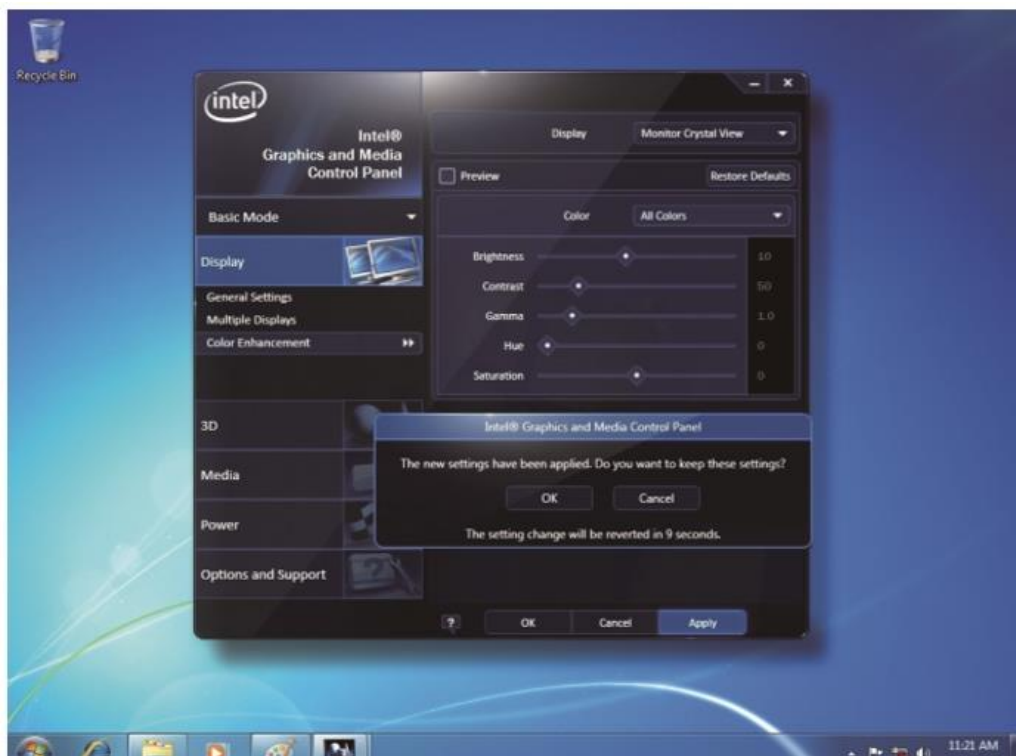 Recycle Bin
intel
Intel®
Graphics and Media
Control Panel
Display
Monitor Crystal View
Preview
Restore Defaults
Basic Mode
Color
All Colors
Display
Brightness
10
General Settings
Contrast
50
Multiple Displays
Gamma
1.0
Color Enhancement
Hue
0
Saturation
0
3D
Intel® Graphics and Media Control Panel
The new settings have been applied. Do you want to keep these settings?
Media
OK
Cancel
Power
The setting change will be reverted in 9 seconds.
Options and Support
?
OK
Cancel
Apply
11:21 AM